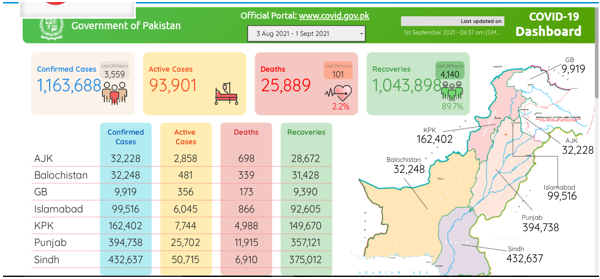 Government of Pakistan
Official Portal: www.covid.gov.pk
3 Aug 2021 - 1 Sept 2021
Last updated on
1st September 2021 - 06:37 am (GM...
COVID-19
Dashboard
Confirmed Cases
1,163,688
Last 24 hours
3,559
Active Cases
93,901
Deaths
25,889
Last 24 hours
101
2.2%
Recoveries
1,043,898
Last 24 hours
4,140
89.7%
Confirmed Cases Active Cases Deaths Recoveries
AJK 32,228 2,858 698 28,672
Balochistan 32,248 481 339 31,428
GB 9,919 356 173 9,390
Islamabad 99,516 6,045 866 92,605
KPK 162,402 7,744 4,988 149,670
Punjab 394,738 25,702 11,915 357,121
Sindh 432,637 50,715 6,910 375,012
GB
9,919
KPK
162,402
AJK
32,228
Balochistan
32,248
Islamabad
99,516
Punjab
394,738
Sindh
432,637
ARABIAN SEA